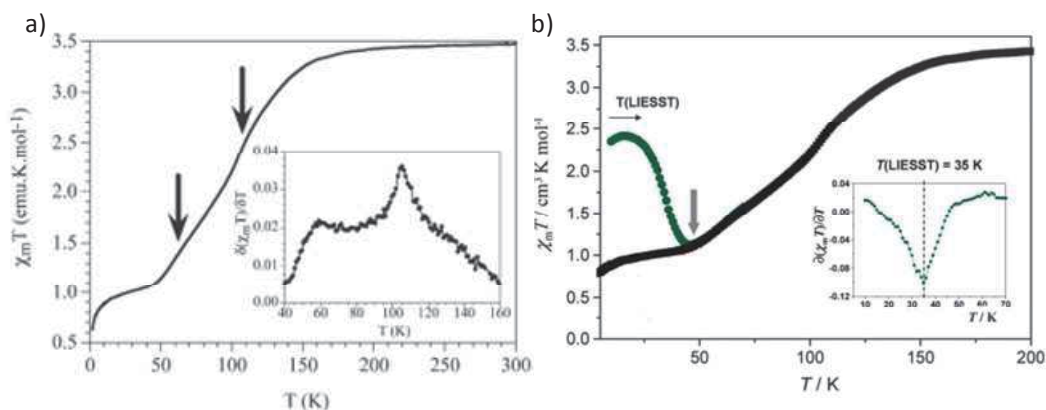 a)
χₘT (emu.K.mol⁻¹)
3.5
3.0
2.5
2.0
1.5
1.0
0.5
0 50 100 150 200 250 300
T (K)
δ(χₘT)/δT
0.04
0.03
0.02
0.01
0.00
40 60 80 100 120 140 160
T (K)
b)
χₘT / cm³ K mol⁻¹
3.5
3.0
2.5
2.0
1.5
1.0
0.5
0.0
50 100 150 200
T / K
T(LIESST)
T(LIESST) = 35 K
∂(χₘT)/∂T
0.04
0.00
-0.04
-0.08
-0.12
10 20 30 40 50 60 70
T / K